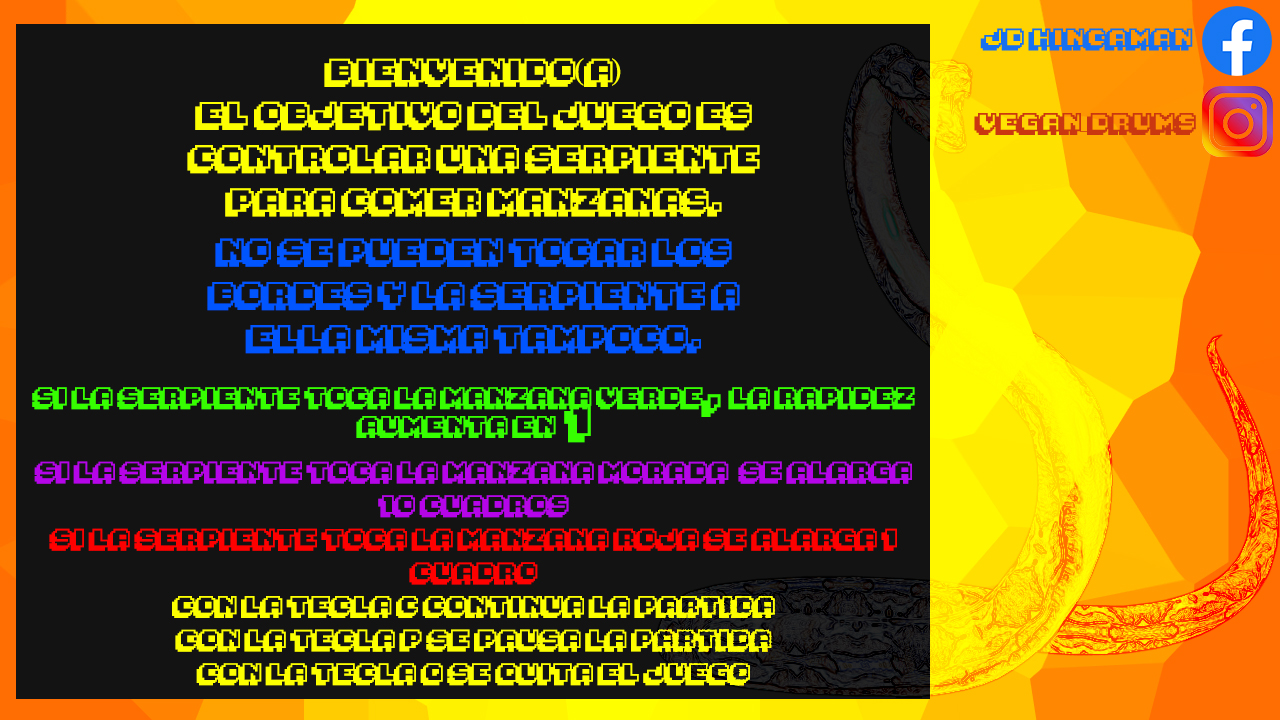 BIENVENIDO(A)
EL OBJETIVO DEL JUEGO ES
CONTROLAR UNA SERPIENTE
PARA COMER MANZANAS.
NO SE PUEDEN TOCAR LOS
BORDES Y LA SERPIENTE A
ELLA MISMA TAMPOCO.
SI LA SERPIENTE TOCA LA MANZANA VERDE, LA RAPIDEZ
AUMENTA EN 1
SI LA SERPIENTE TOCA LA MANZANA MORADA SE ALARGA
10 CUADROS
SI LA SERPIENTE TOCA LA MANZANA ROJA SE ALARGA 1
CUADRO
CON LA TECLA C CONTINUA LA PARTIDA
CON LA TECLA P SE PAUSA LA PARTIDA
CON LA TECLA Q SE QUITA EL JUEGO
JD HINCAMAN
VEGAN_DRUMS